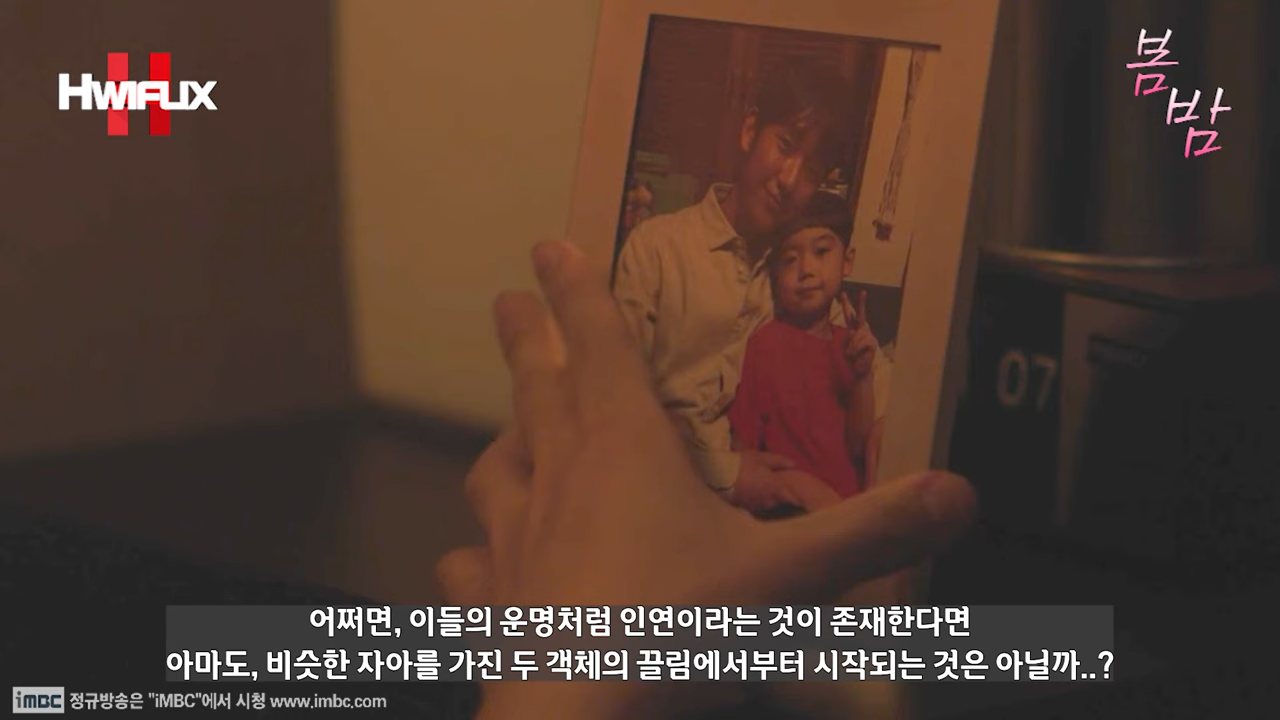 HWIFLIX
봄
밤
07
어쩌면, 이들의 운명처럼 인연이라는 것이 존재한다면
아마도, 비슷한 자아를 가진 두 객체의 끌림에서부터 시작되는 것은 아닐까..?
iMBC 정규방송은 "iMBC"에서 시청 www.imbc.com